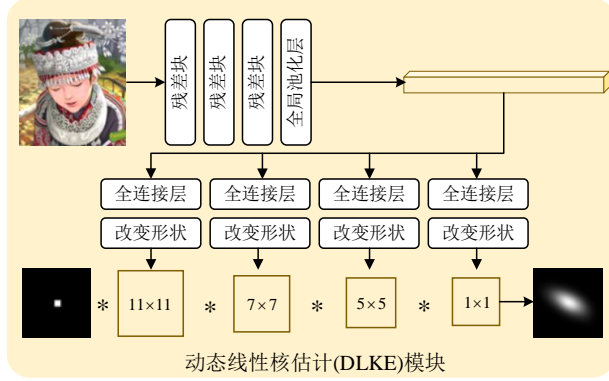 残差块
残差块
残差块
全局池化层
全连接层 全连接层 全连接层 全连接层
改变形状 改变形状 改变形状 改变形状
* 11×11 * 7×7 * 5×5 * 1×1
动态线性核估计(DLKE)模块